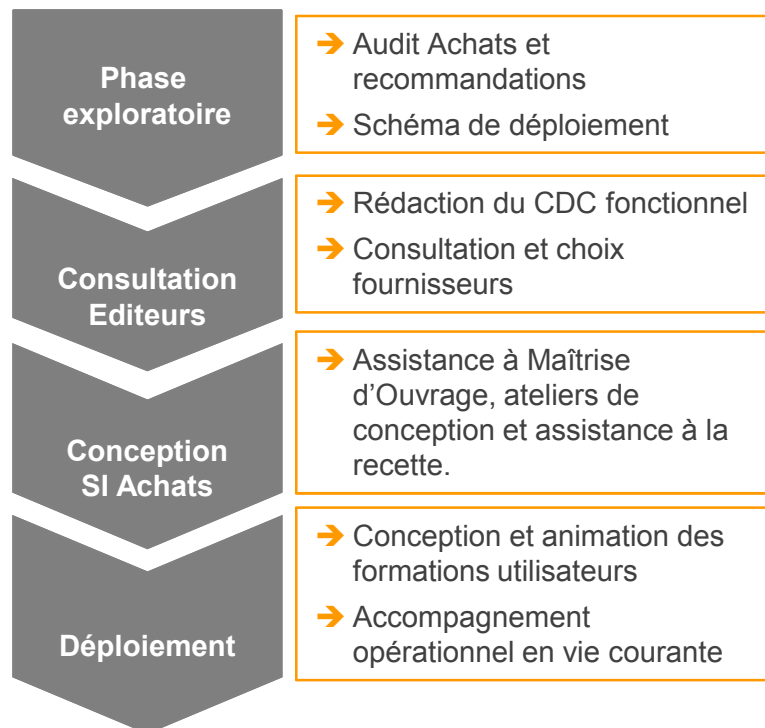 Phase
exploratoire
➔ Audit Achats et
recommandations
➔ Schéma de déploiement
Consultation
Editeurs
➔ Rédaction du CDC fonctionnel
➔ Consultation et choix
fournisseurs
Conception
SI Achats
➔ Assistance à Maîtrise
d’Ouvrage, ateliers de
conception et assistance à la
recette.
Déploiement
➔ Conception et animation des
formations utilisateurs
➔ Accompagnement
opérationnel en vie courante